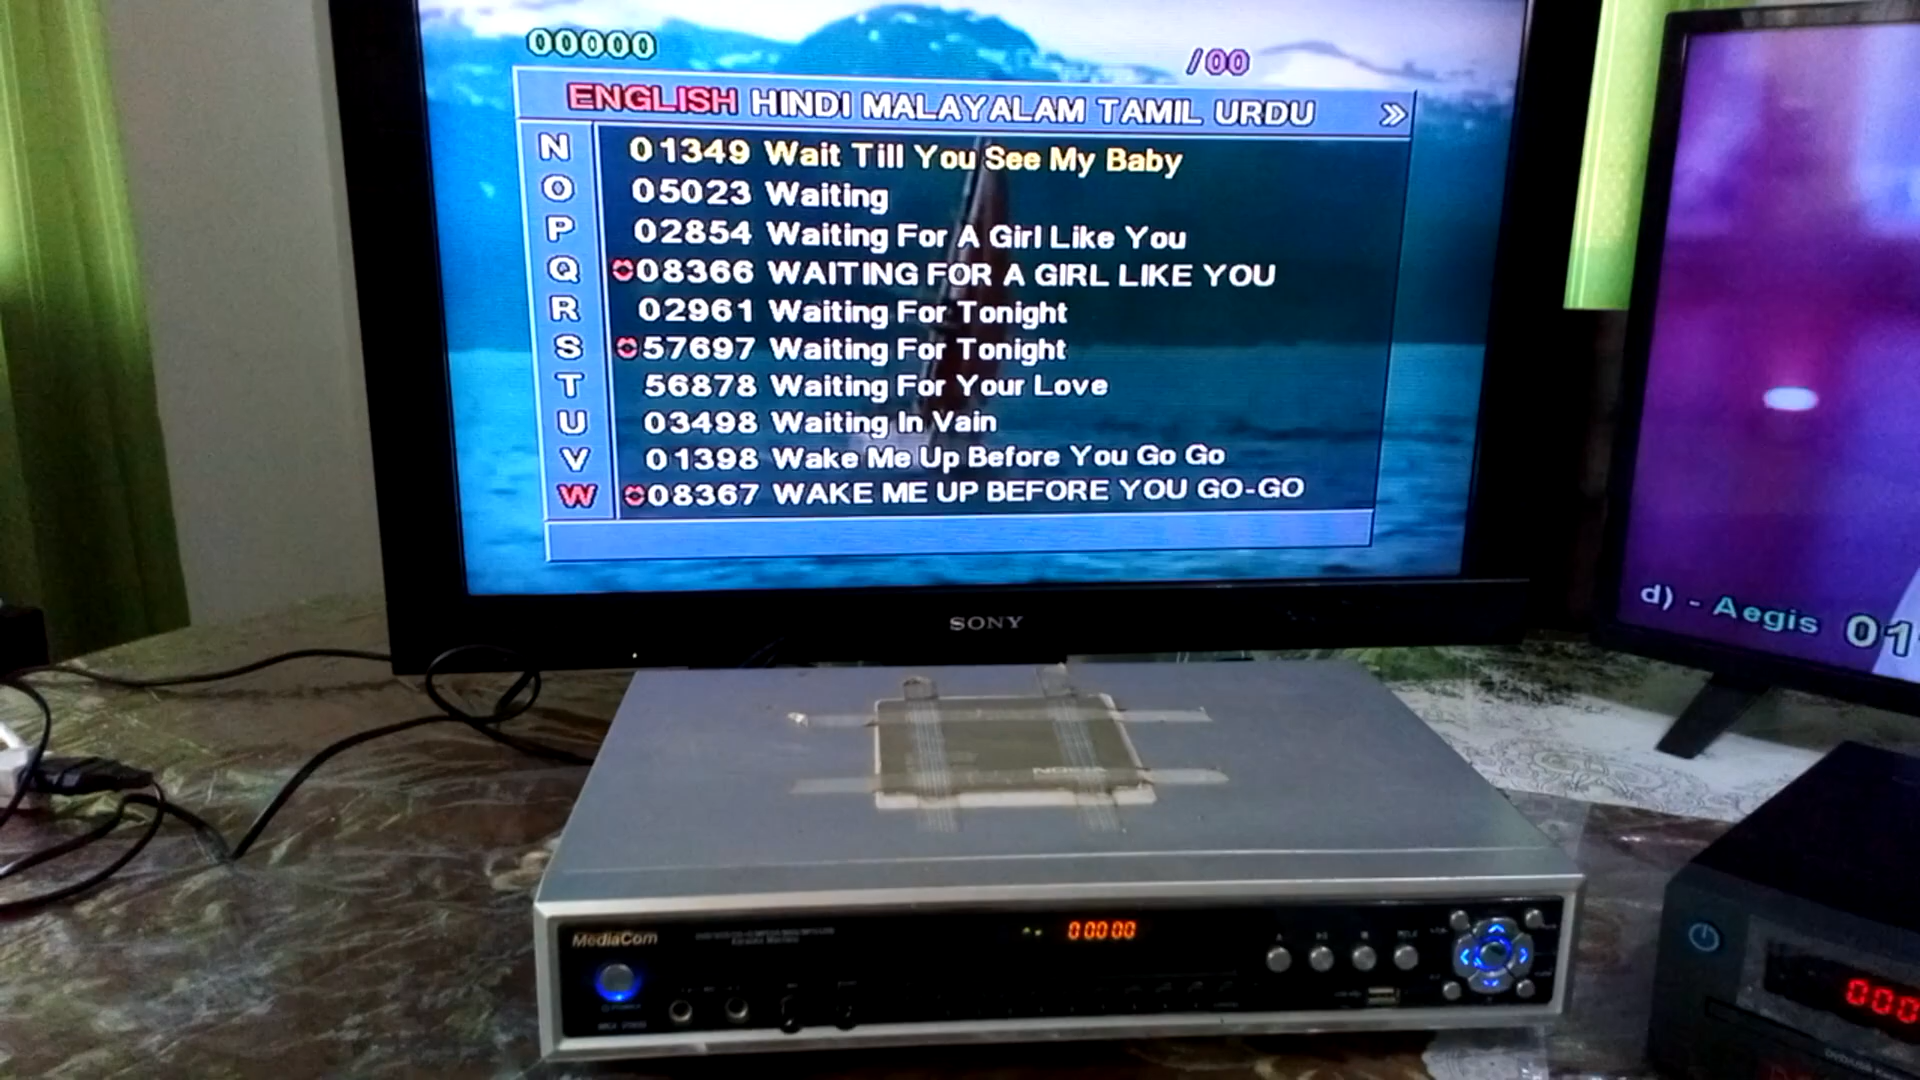 00000 /00
ENGLISH HINDI MALAYALAM TAMIL URDU »
N 01349 Wait Till You See My Baby
O 05023 Waiting
P 02854 Waiting For A Girl Like You
Q 08366 WAITING FOR A GIRL LIKE YOU
R 02961 Waiting For Tonight
S 57697 Waiting For Tonight
T 56878 Waiting For Your Love
U 03498 Waiting In Vain
V 01398 Wake Me Up Before You Go Go
W 08367 WAKE ME UP BEFORE YOU GO-GO
SONY
d) - Aegis 01
NOKIA
MediaCom
00000
000